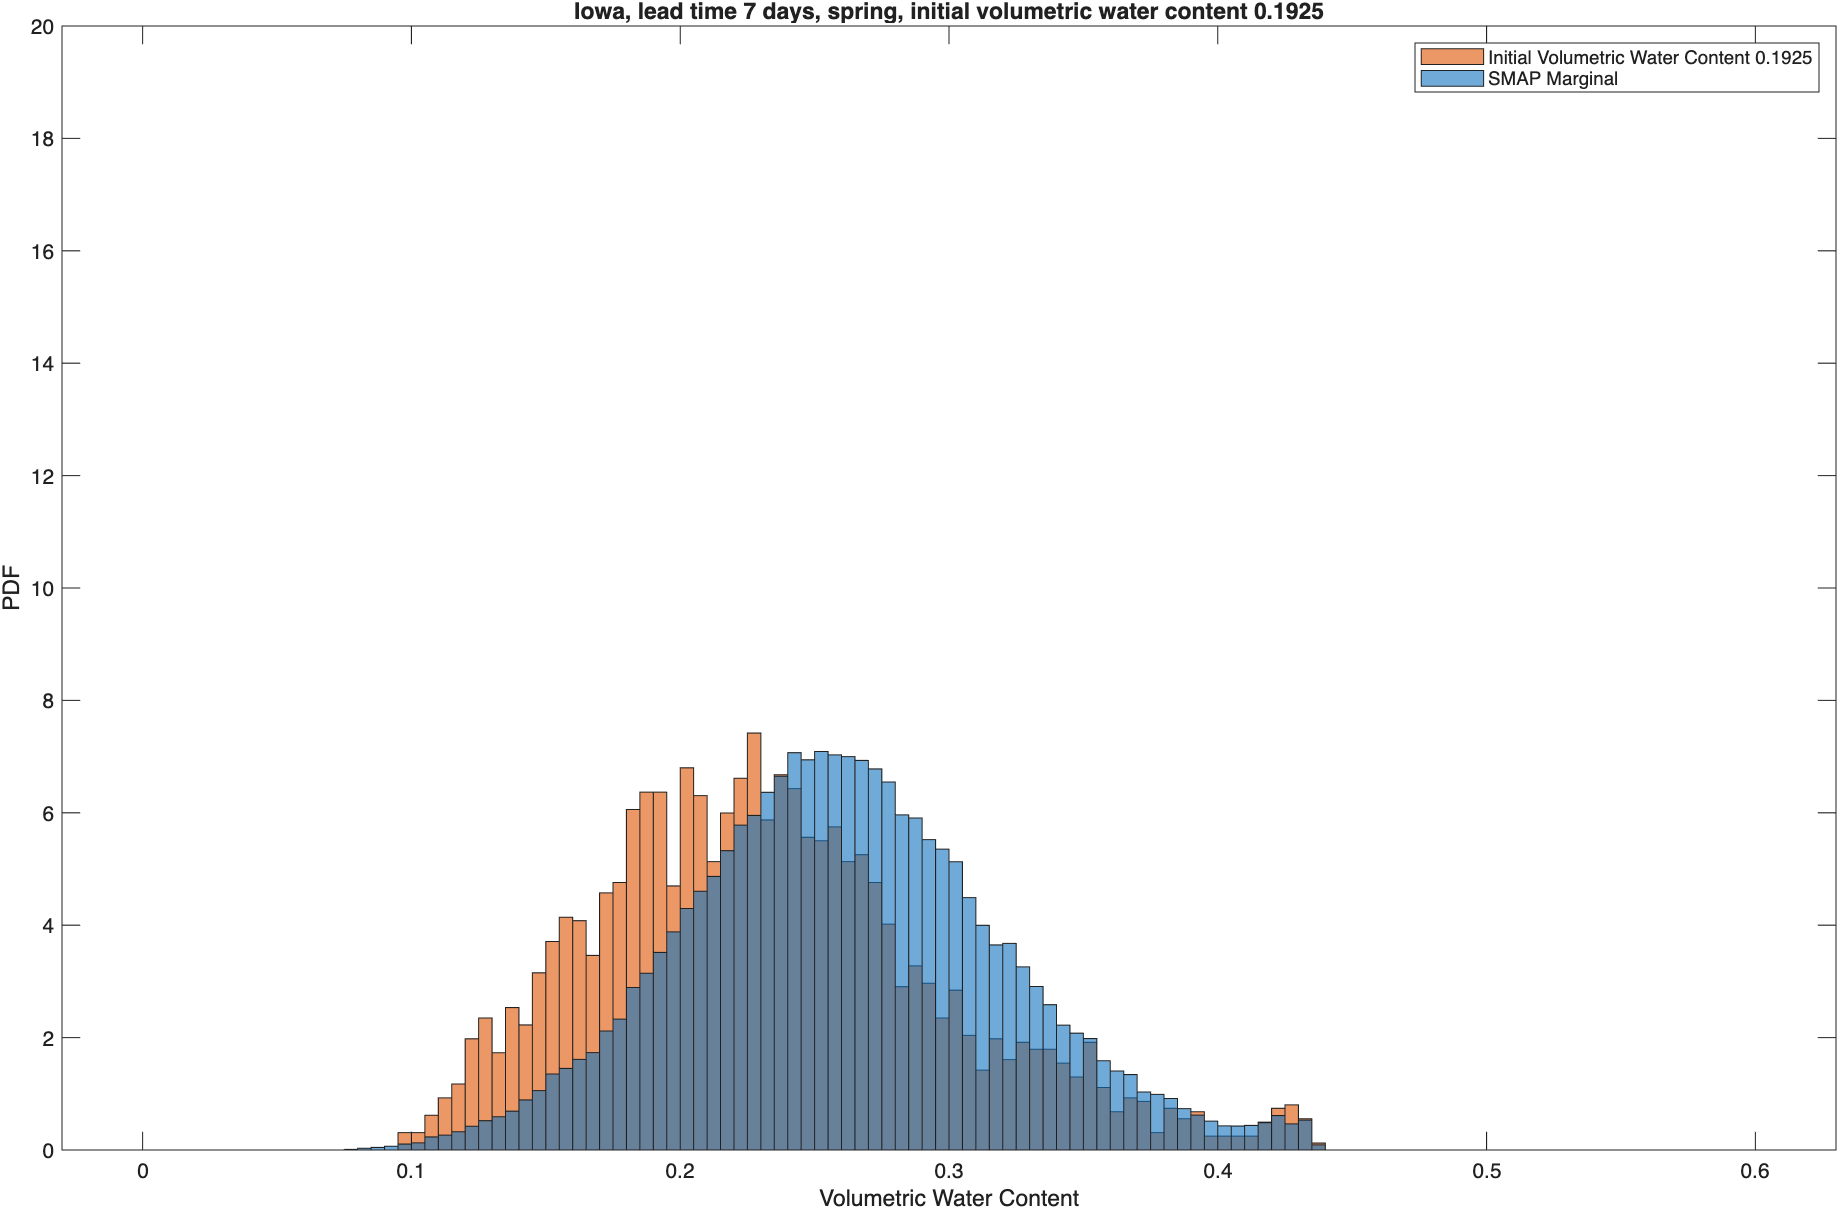 Iowa, lead time 7 days, spring, initial volumetric water content 0.1925
Initial Volumetric Water Content 0.1925
SMAP Marginal
20
18
16
14
12
10
8
6
4
2
0
PDF
0 0.1 0.2 0.3 0.4 0.5 0.6
Volumetric Water Content